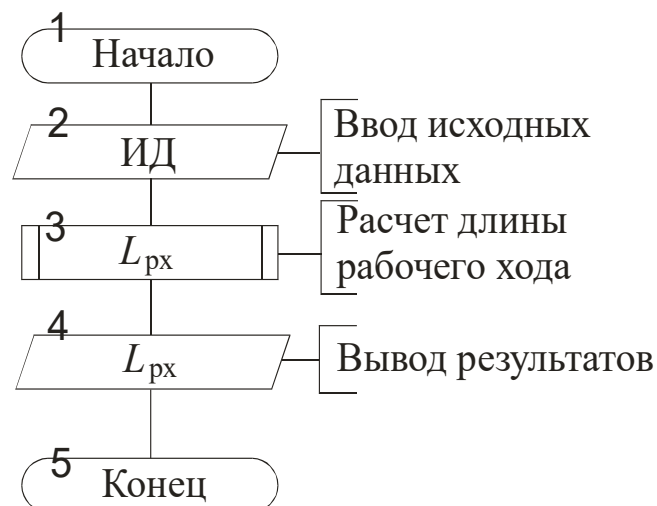 1
Начало
2
ИД
Ввод исходных
данных
3
Lрх
Расчет длины
рабочего хода
4
Lрх
Вывод результатов
5
Конец